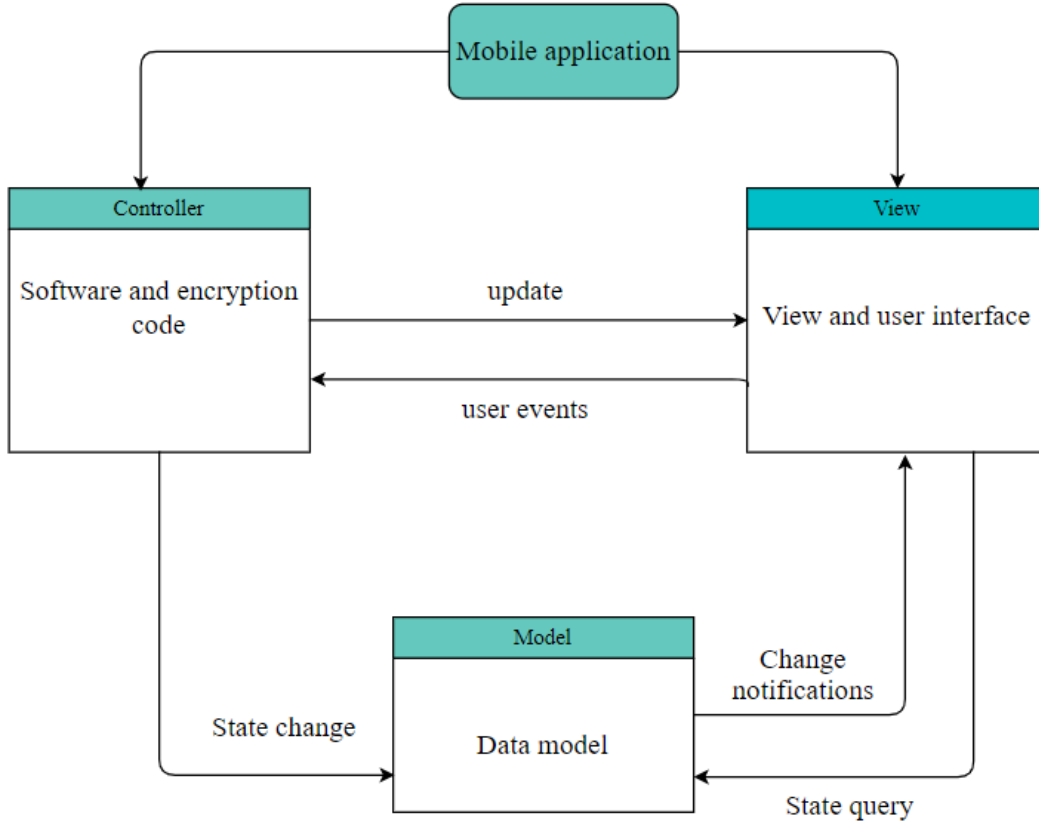 Mobile application
Controller
View
Software and encryption
code
update
View and user interface
user events
Model
Change
notifications
State change
Data model
State query